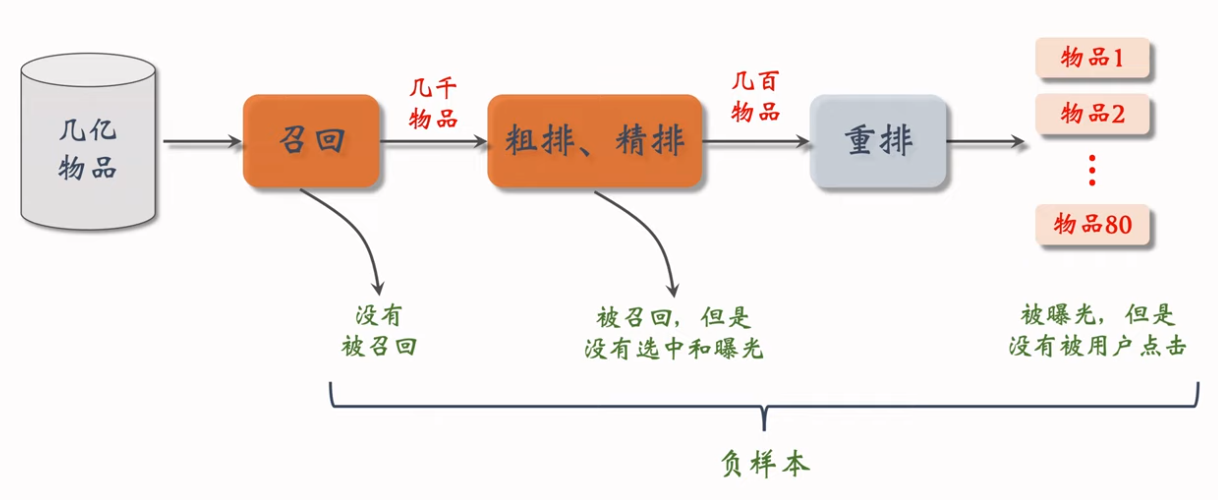 几亿
物品
召回
几千
物品
粗排、精排
几百
物品
重排
物品1
物品2
物品80
没有
被召回
被召回，但是
没有选中和曝光
被曝光，但是
没有被用户点击
负样本